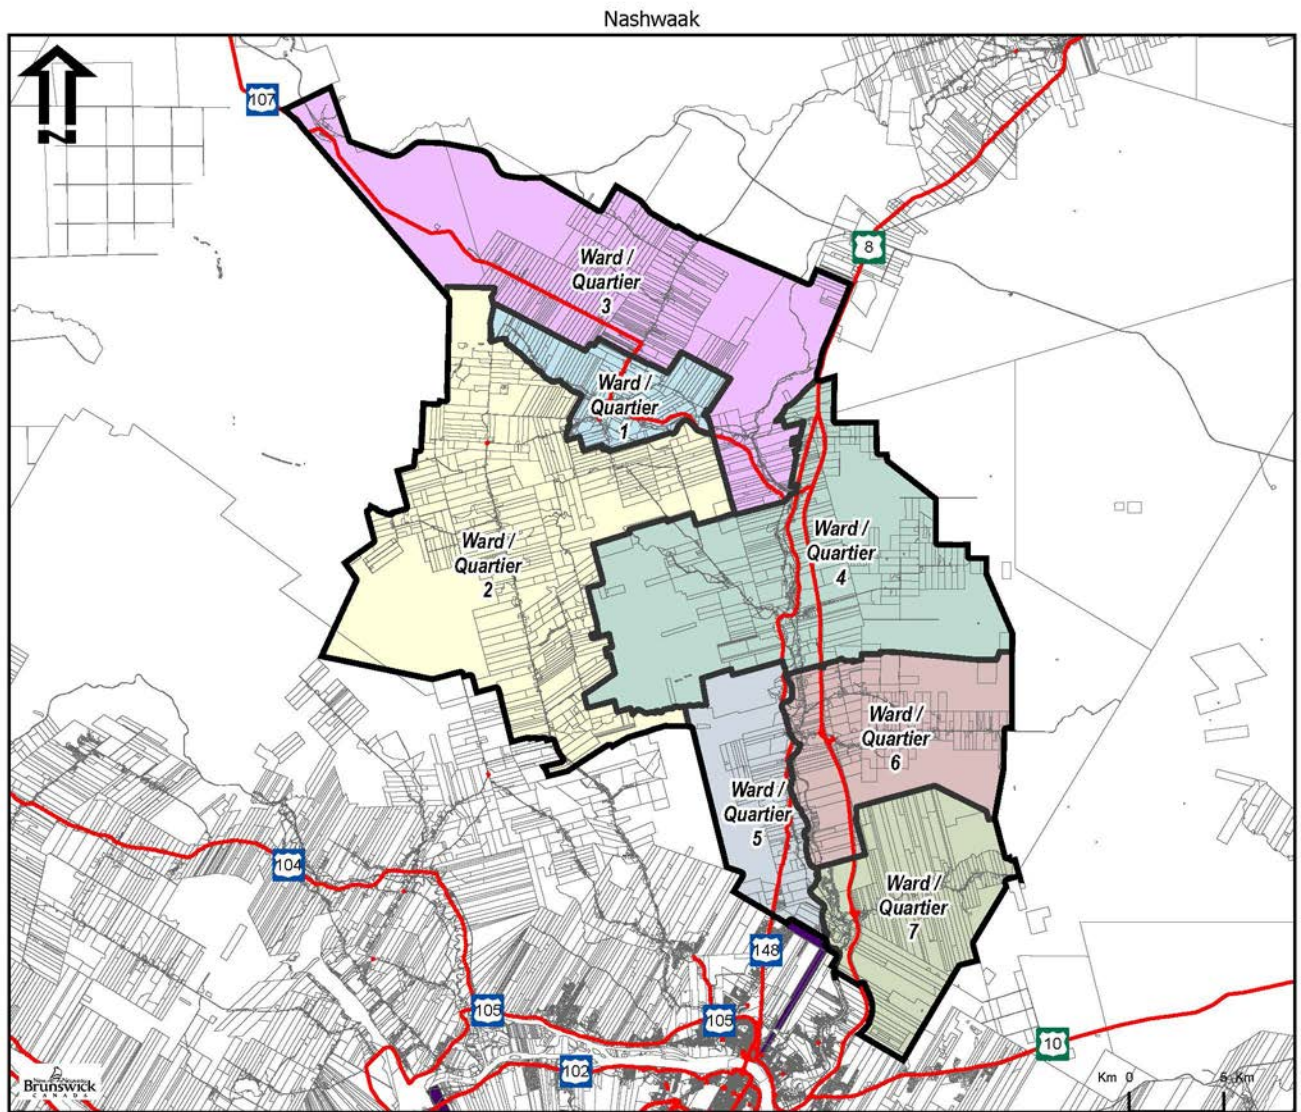 Nashwaak
N
107
8
Ward /
Quartier
3
Ward /
Quartier
1
Ward /
Quartier
2
Ward /
Quartier
4
Ward /
Quartier
6
Ward /
Quartier
5
Ward /
Quartier
7
104
148
105
105
102
10
Brunswick
CANADA
Km 0 5 Km